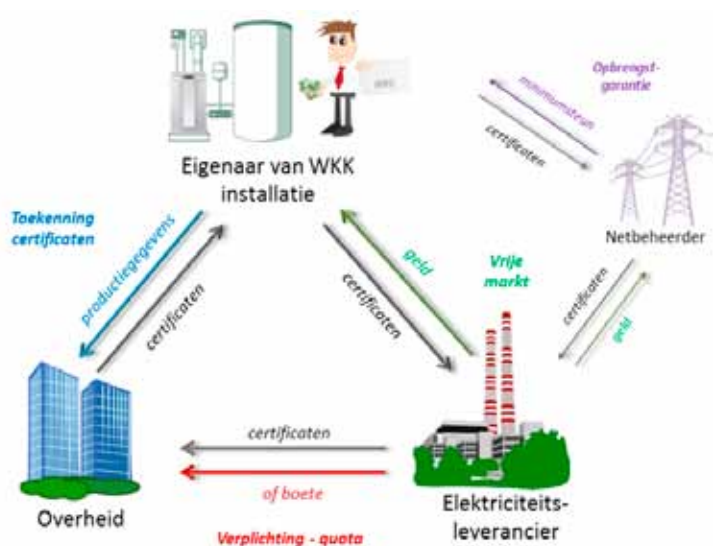 Opbrengst-
garantie
minimumsteun
certificaten
Eigenaar van WKK
installatie
Netbeheerder
Toekenning
certificaten
productiegegevens
certificaten
geld
certificaten
Vrije
markt
certificaten
geld
certificaten
of boete
Overheid
Verplichting - quota
Elektriciteits-
leverancier